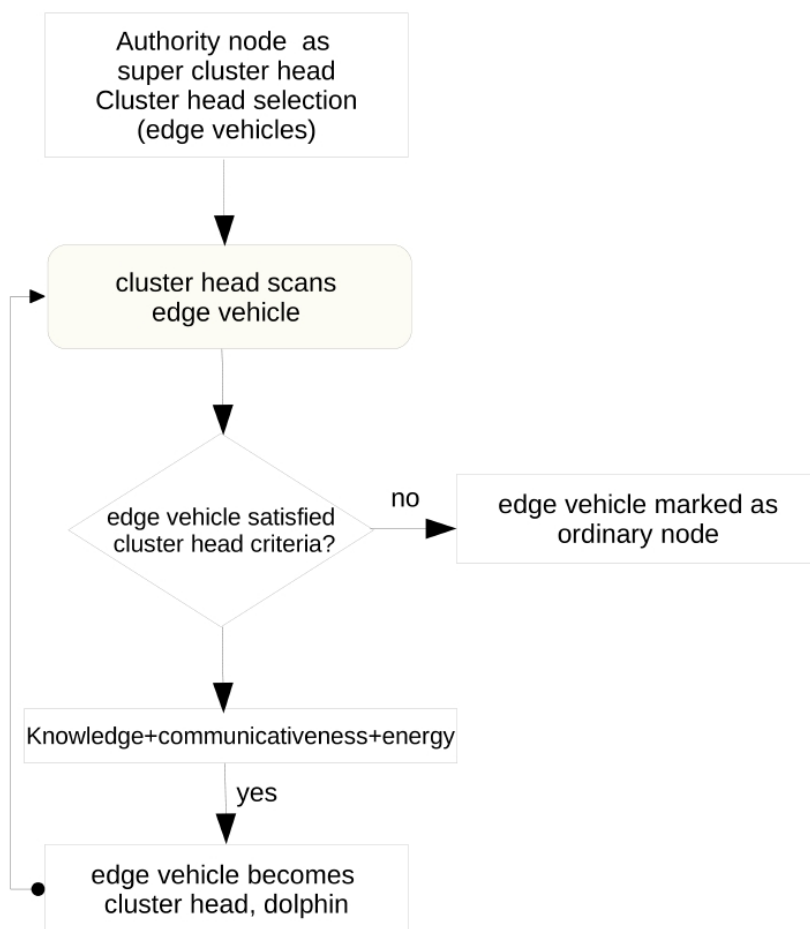 Authority node as
super cluster head
Cluster head selection
(edge vehicles)
cluster head scans
edge vehicle
edge vehicle satisfied
cluster head criteria?
no
edge vehicle marked as
ordinary node
Knowledge+communicativeness+energy
yes
edge vehicle becomes
cluster head, dolphin